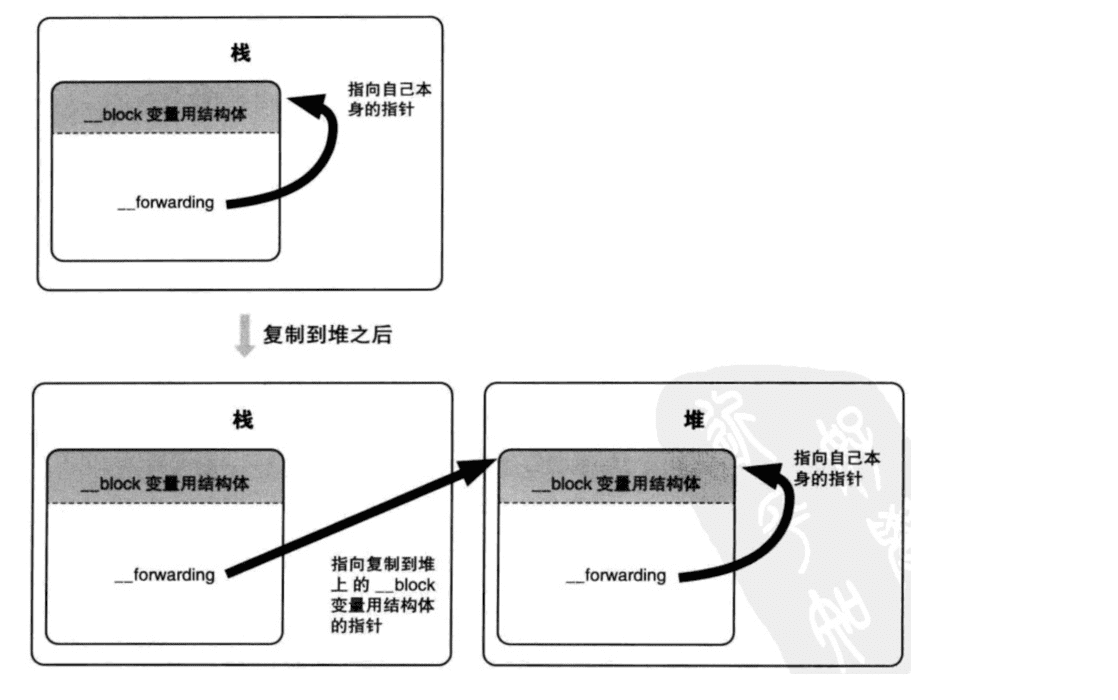 栈
__block 变量用结构体
指向自己本
身的指针
__forwarding
复制到堆之后
栈
__block 变量用结构体
__forwarding
指向复制到堆
上 的 __block
变量用结构体
的指针
堆
__block 变量用结构体
指向自己本
身的指针
__forwarding